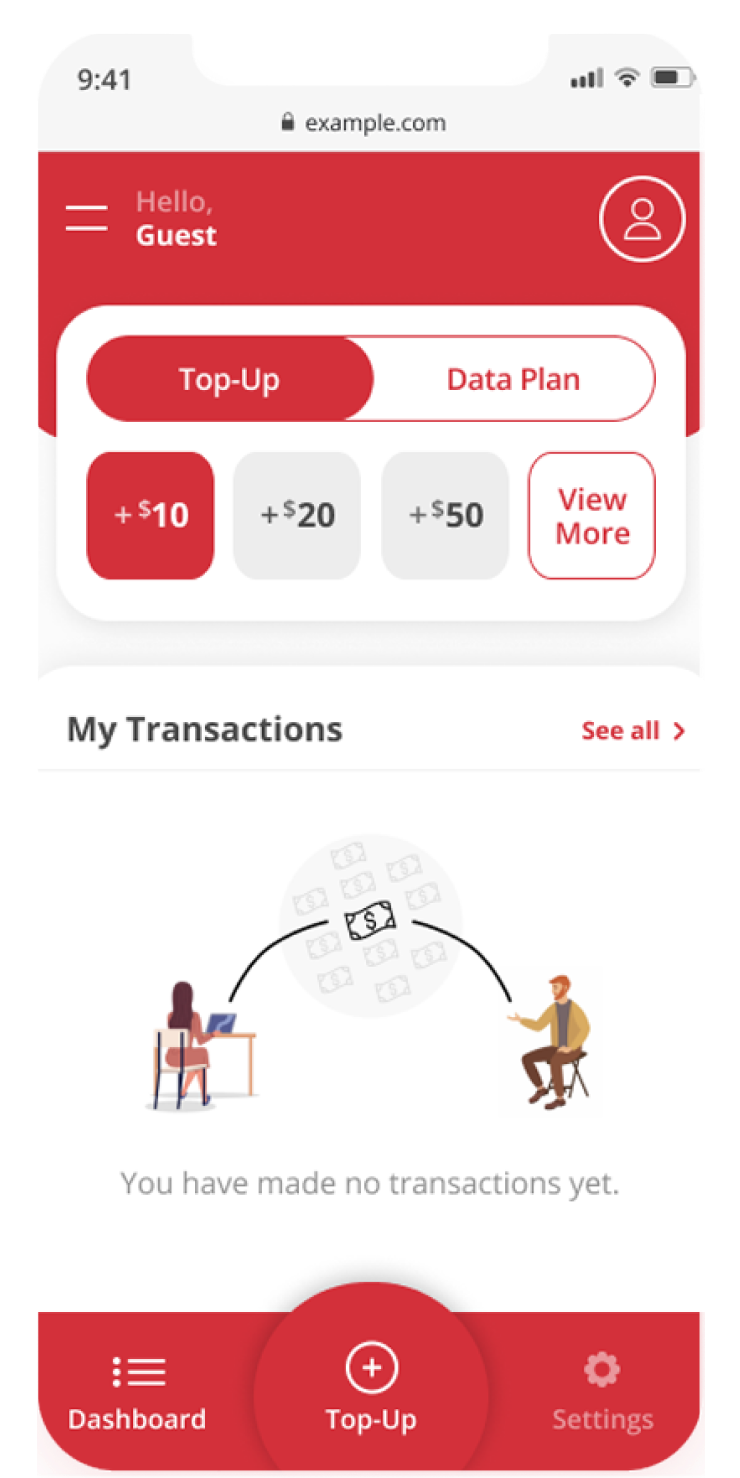 9:41
example.com
Hello,
Guest
Top-Up
Data Plan
+$10
+$20
+$50
View
More
My Transactions
See all
You have made no transactions yet.
Dashboard
Top-Up
Settings